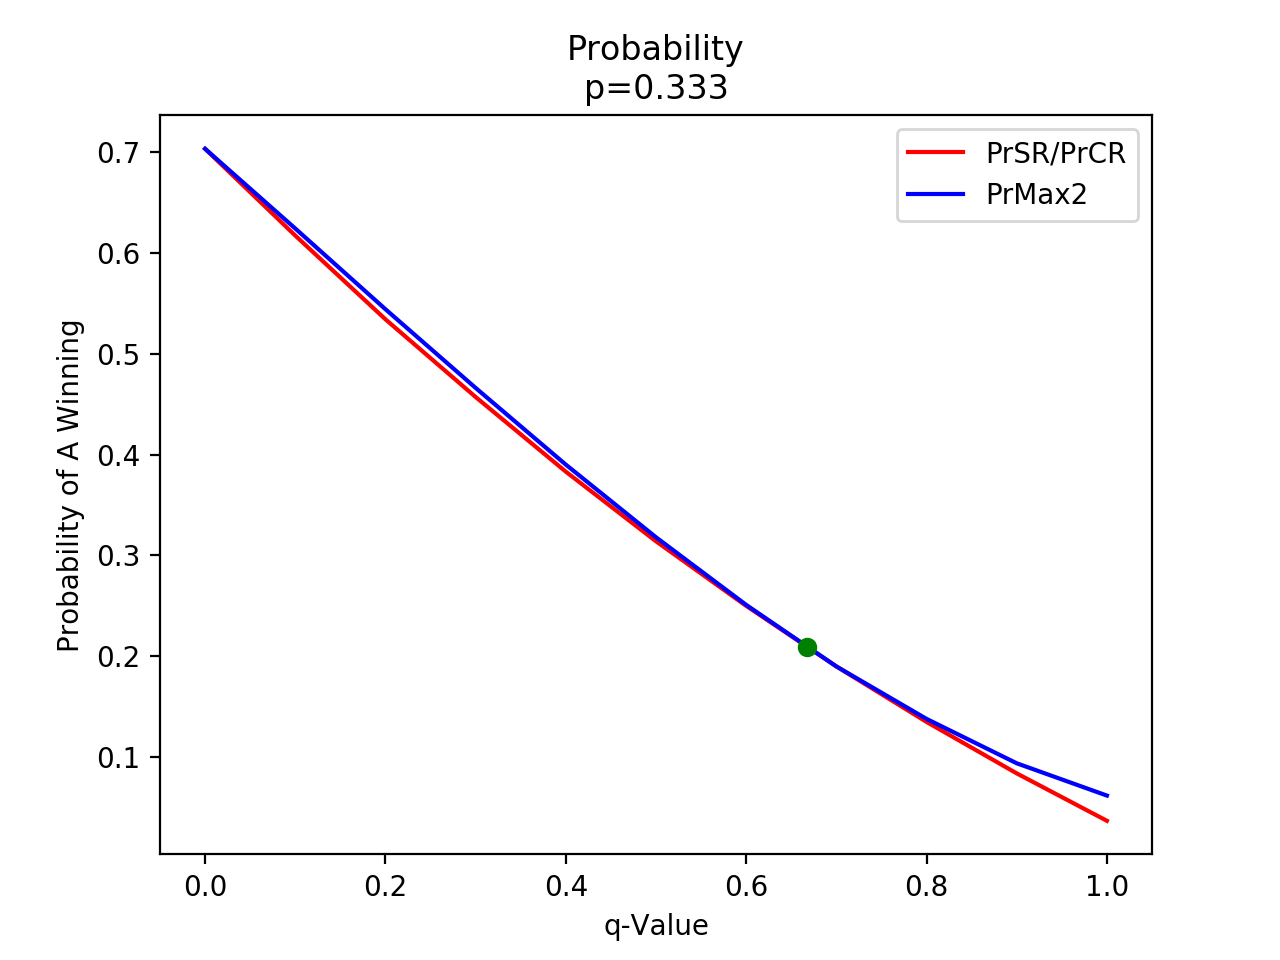 Probability
p=0.333
PrSR/PrCR
PrMax2
Probability of A Winning
0.7
0.6
0.5
0.4
0.3
0.2
0.1
0.0 0.2 0.4 0.6 0.8 1.0
q-Value